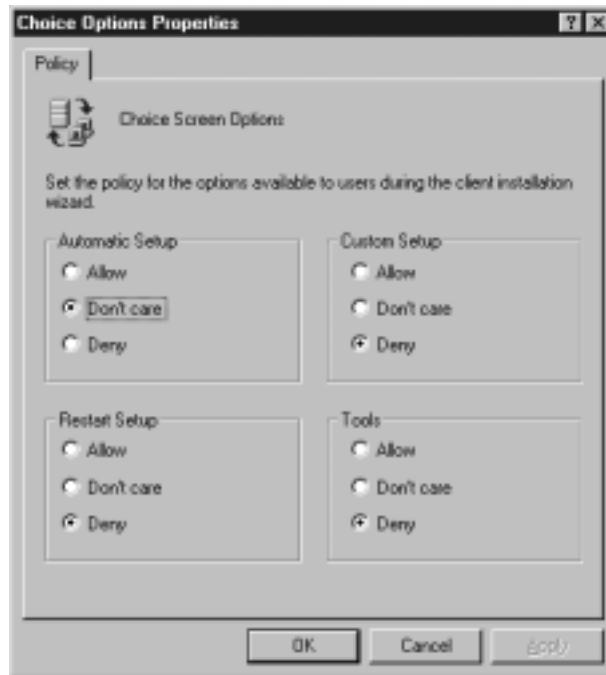 Choice Options Properties
Policy
Choice Screen Options
Set the policy for the options available to users during the client installation
wizard.
Automatic Setup
Allow
Don't care
Deny
Custom Setup
Allow
Don't care
Deny
Restart Setup
Allow
Don't care
Deny
Tools
Allow
Don't care
Deny
OK
Cancel
Apply